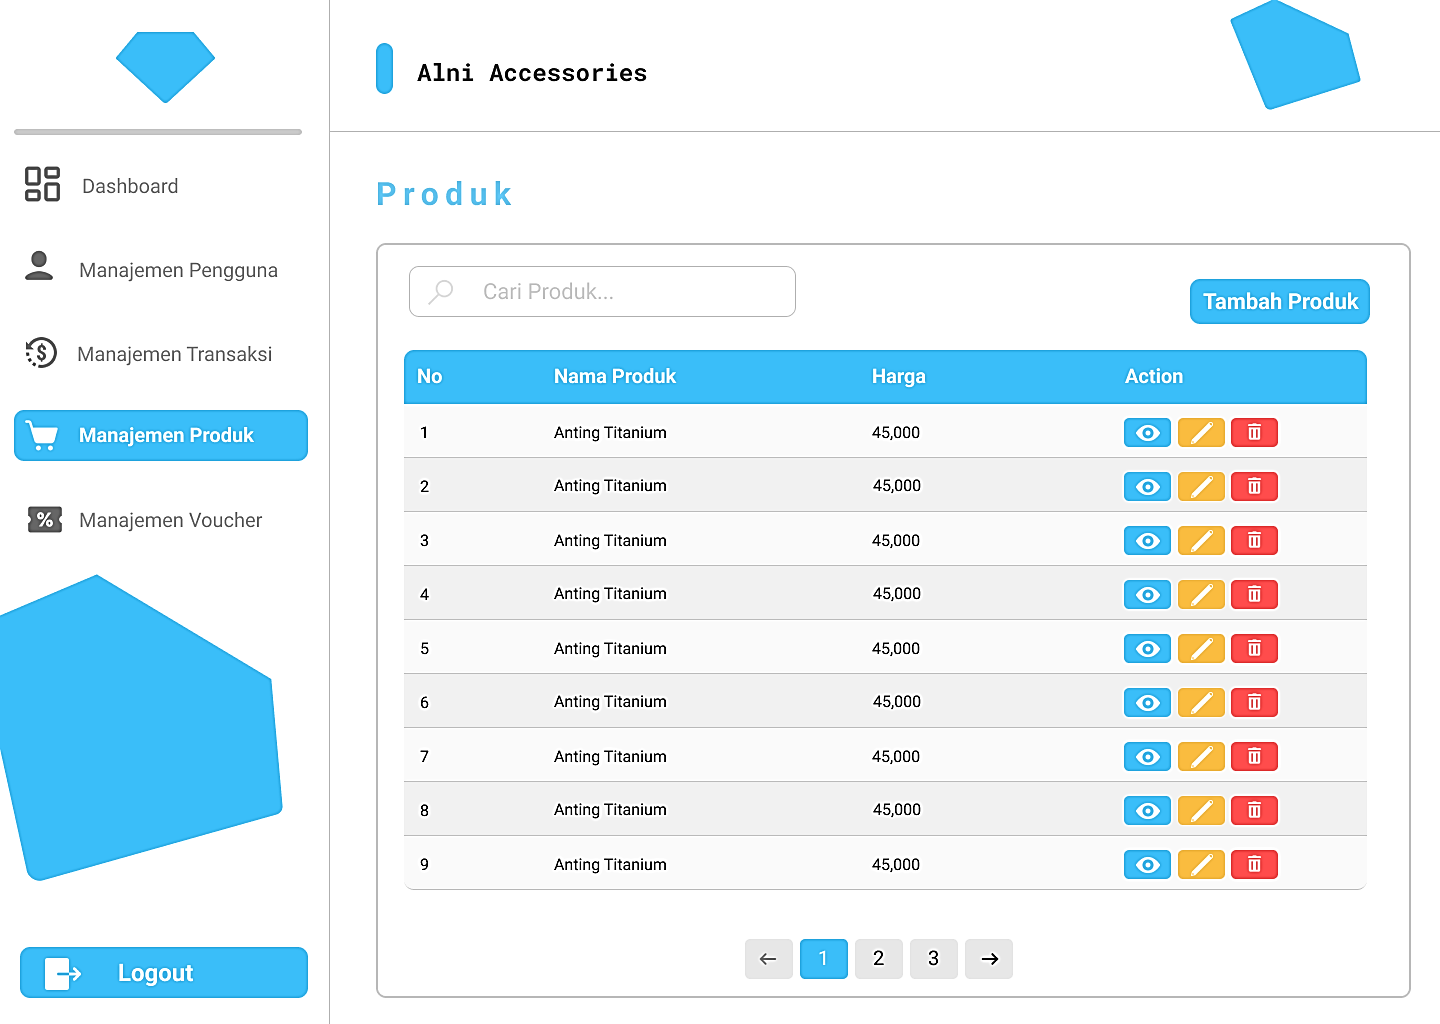 Alni Accessories
Dashboard
Manajemen Pengguna
Manajemen Transaksi
Manajemen Produk
Manajemen Voucher
Logout
Produk
Cari Produk...
Tambah Produk
No Nama Produk Harga Action
1 Anting Titanium 45,000
2 Anting Titanium 45,000
3 Anting Titanium 45,000
4 Anting Titanium 45,000
5 Anting Titanium 45,000
6 Anting Titanium 45,000
7 Anting Titanium 45,000
8 Anting Titanium 45,000
9 Anting Titanium 45,000
← 1 2 3 →